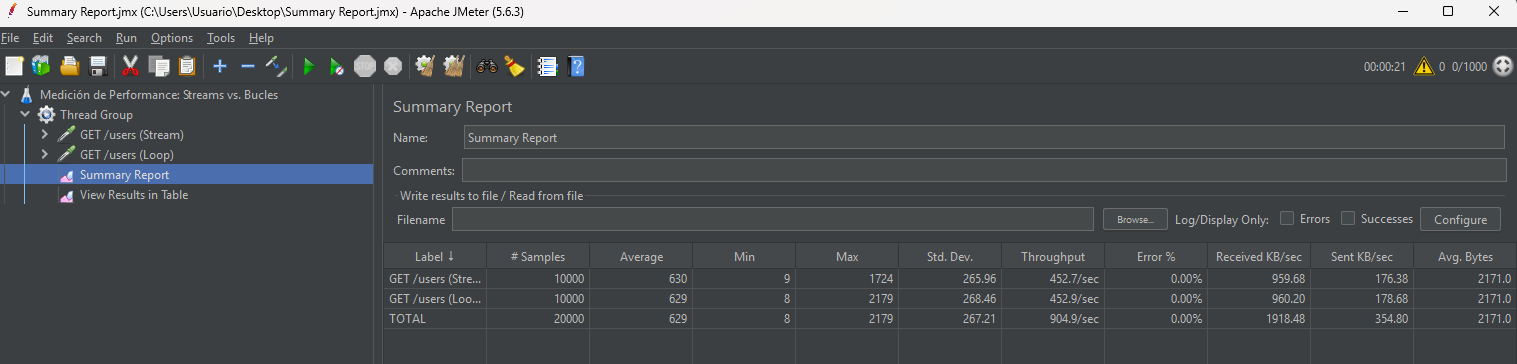 Summary Report.jmx (C:\Users\Usuario\Desktop\Summary Report.jmx) - Apache JMeter (5.6.3)
File Edit Search Run Options Tools Help
STOP 00:00:21 0 0/1000
Medición de Performance: Streams vs. Bucles
Thread Group
GET /users (Stream)
GET /users (Loop)
Summary Report
View Results in Table
Summary Report
Name: Summary Report
Comments:
Write results to file / Read from file
Filename Browse... Log/Display Only: Errors Successes Configure
Label ↓ # Samples Average Min Max Std. Dev. Throughput Error % Received KB/sec Sent KB/sec Avg. Bytes
GET /users (Stre... 10000 630 9 1724 265.96 452.7/sec 0.00% 959.68 176.38 2171.0
GET /users (Loo... 10000 629 8 2179 268.46 452.9/sec 0.00% 960.20 178.68 2171.0
TOTAL 20000 629 8 2179 267.21 904.9/sec 0.00% 1918.48 354.80 2171.0